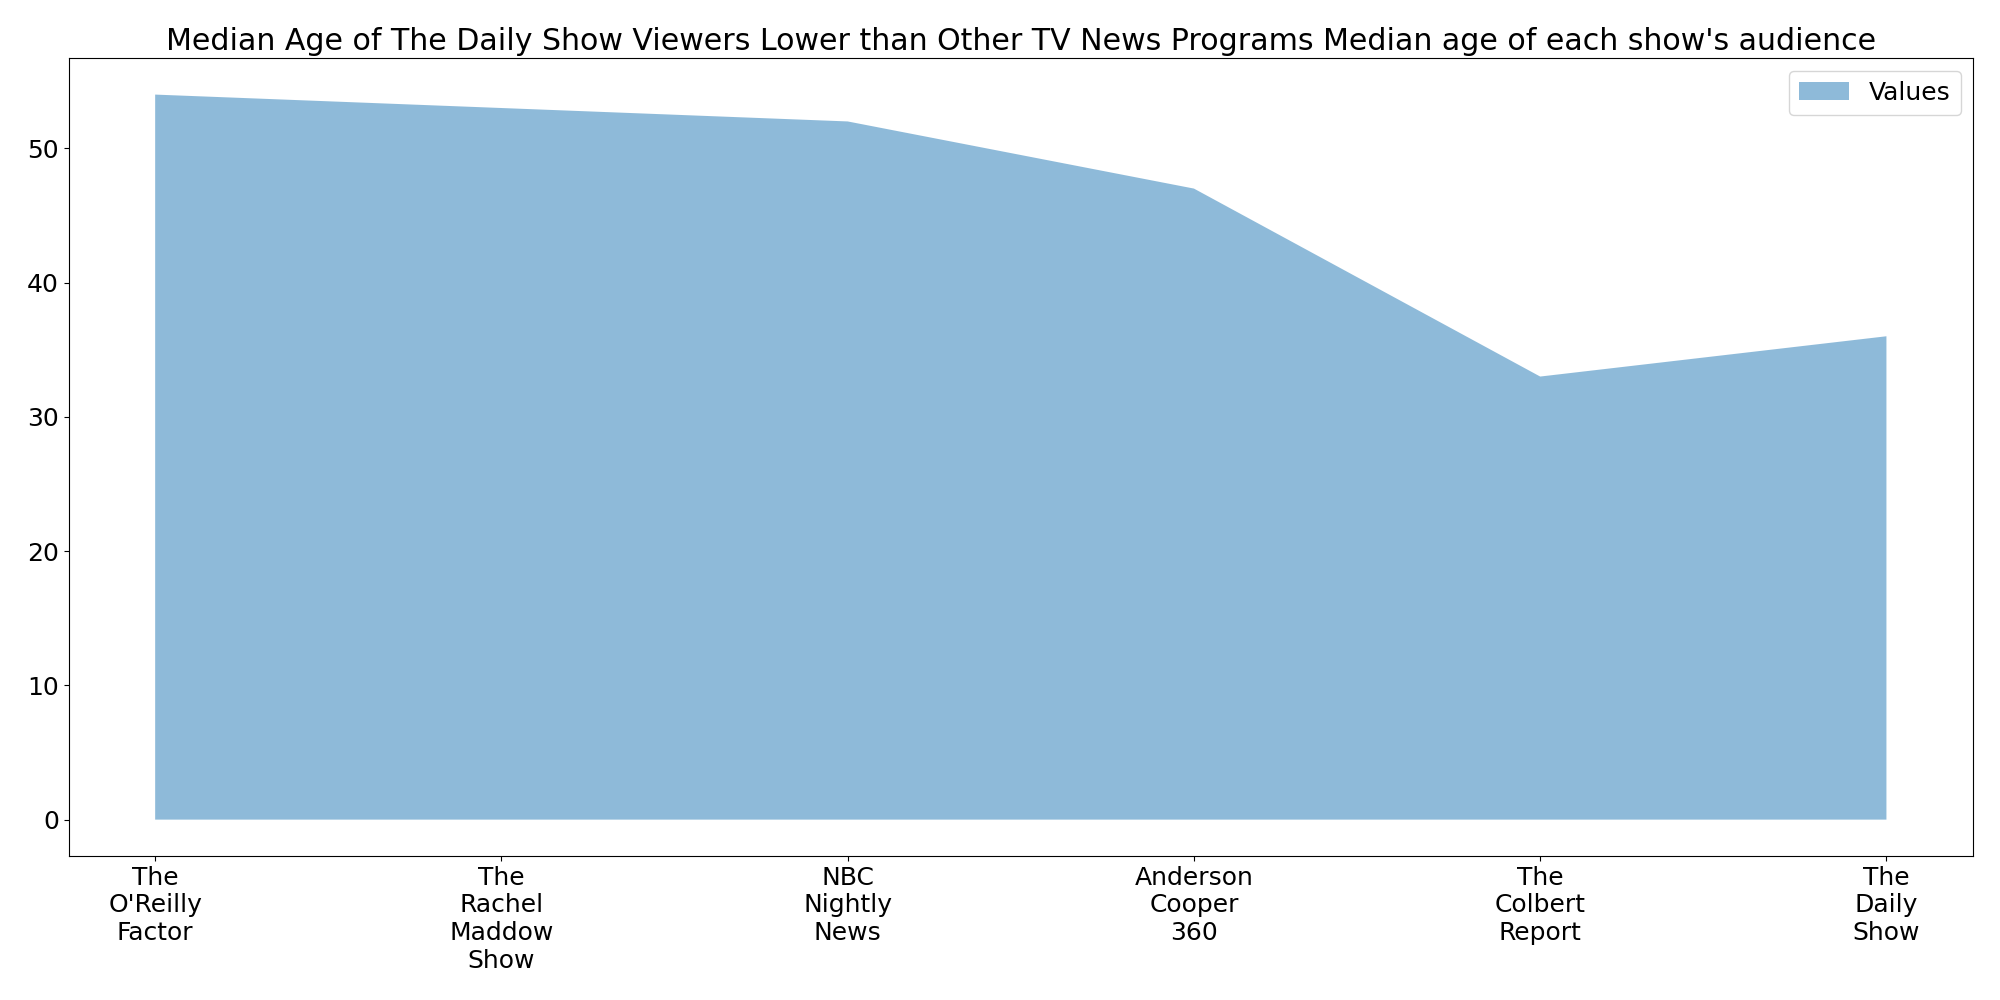 Median Age of The Daily Show Viewers Lower than Other TV News Programs Median age of each show's audience
Values
50
40
30
20
10
0
The
O'Reilly
Factor
The
Rachel
Maddow
Show
NBC
Nightly
News
Anderson
Cooper
360
The
Colbert
Report
The
Daily
Show